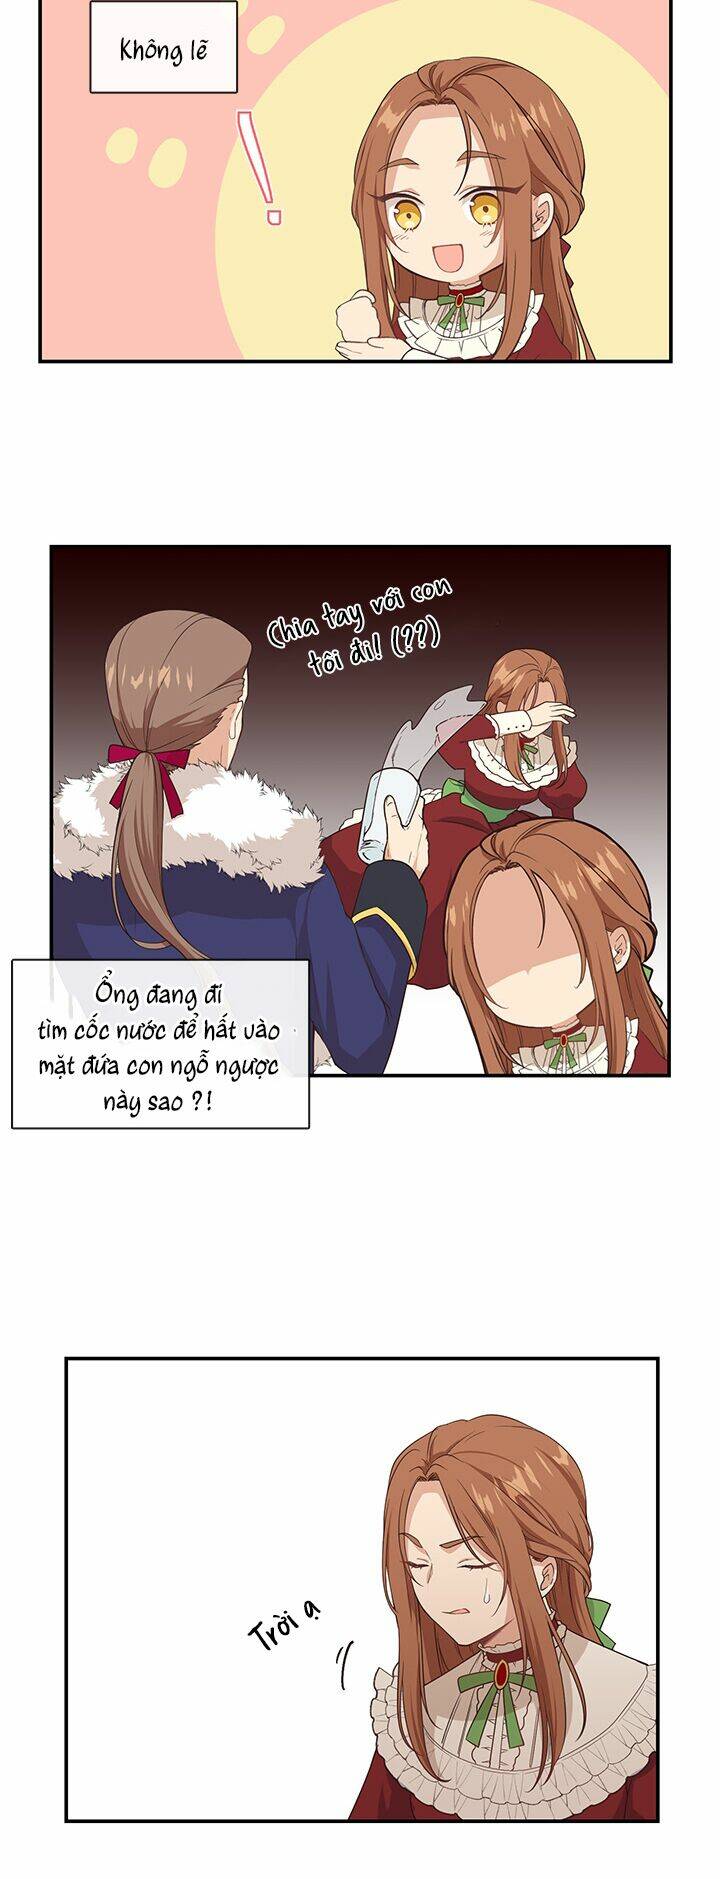 Không lẽ
Chia tay với con
tôi đi! (??)
Ổng đang đi
tìm cốc nước để hất vào
mặt đứa con ngỗ ngược
này sao ?!
Trời ạ